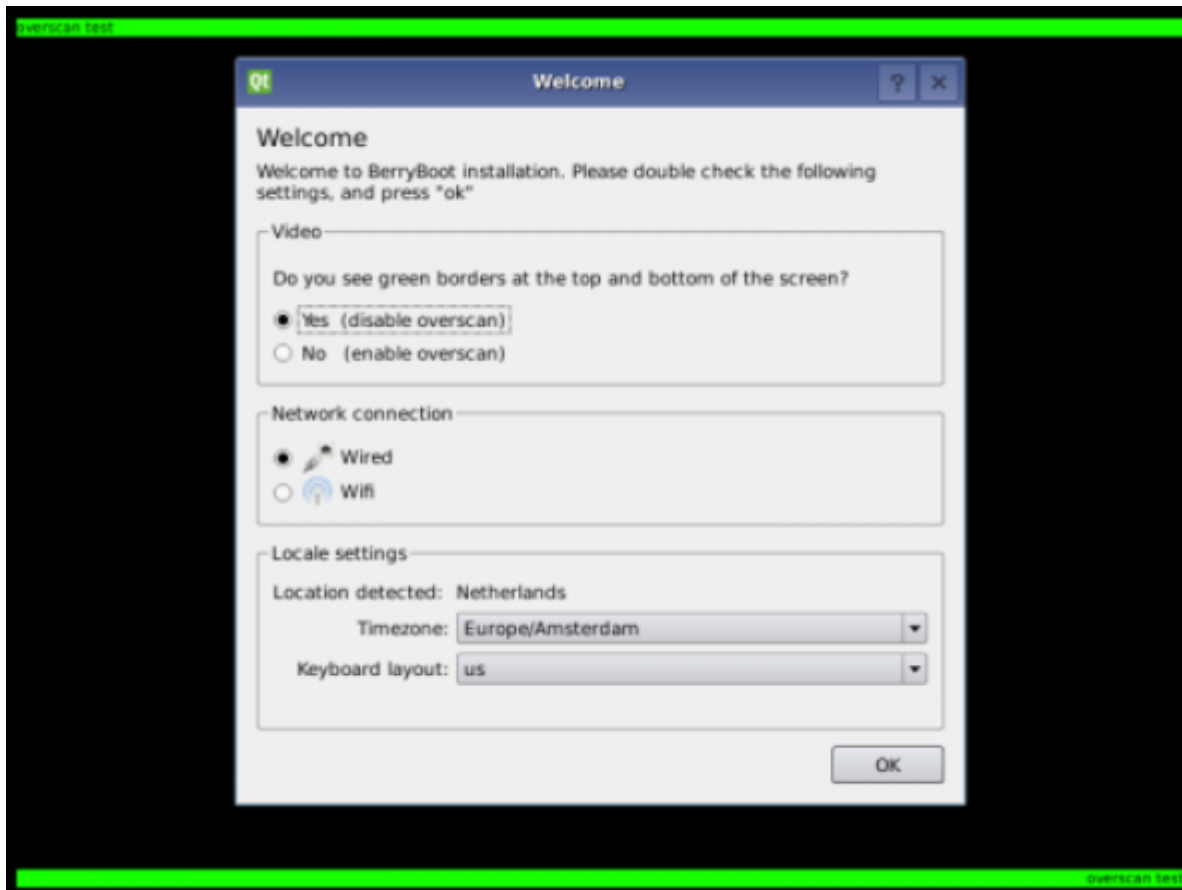 overscan test
Qt
Welcome
?
Welcome
Welcome to BerryBoot installation. Please double check the following
settings, and press "ok"
Video
Do you see green borders at the top and bottom of the screen?
Yes (disable overscan)
No (enable overscan)
Network connection
Wired
Wifi
Locale settings
Location detected: Netherlands
Timezone: Europe/Amsterdam
Keyboard layout: us
OK
overscan test